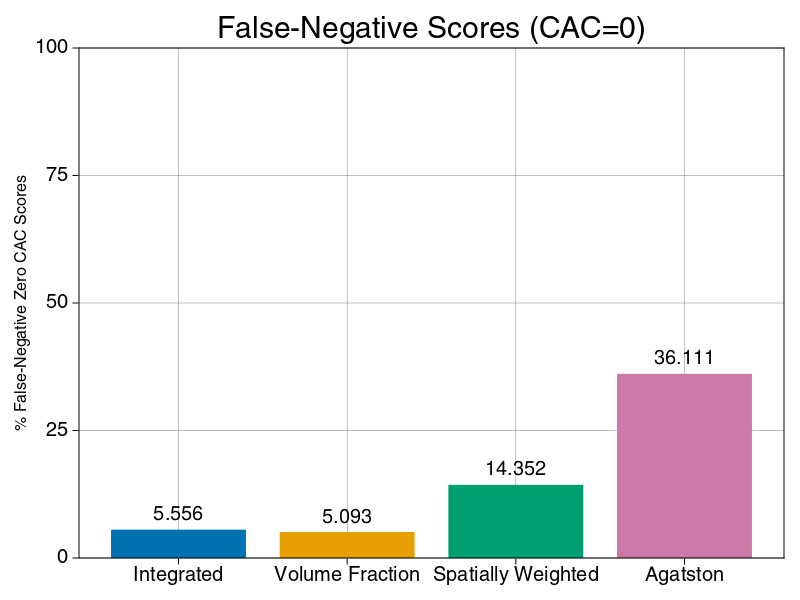 False-Negative Scores (CAC=0)
% False-Negative Zero CAC Scores
100
75
50
25
0
5.556
5.093
14.352
36.111
Integrated
Volume Fraction
Spatially Weighted
Agatston